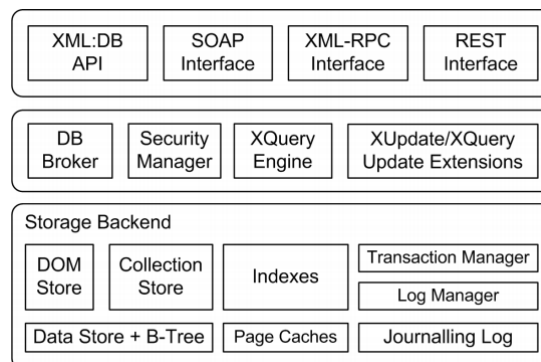 XML:DB
API
SOAP
Interface
XML-RPC
Interface
REST
Interface
DB
Broker
Security
Manager
XQuery
Engine
XUpdate/XQuery
Update Extensions
Storage Backend
DOM
Store
Collection
Store
Indexes
Transaction Manager
Log Manager
Data Store + B-Tree
Page Caches
Journalling Log